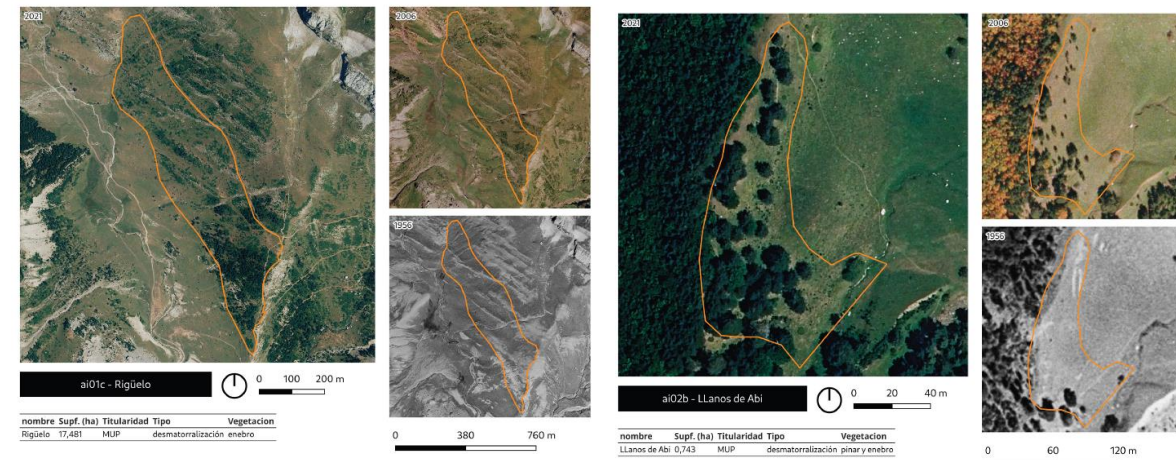 2021
2006
1956
ai01c - Rigüelo
0 100 200 m
nombre Supf. (ha) Titularidad Tipo Vegetacion
Rigüelo 17,481 MUP desmatorralización enebro
0 380 760 m
2021
2006
1956
ai02b - LLanos de Abi
0 20 40 m
nombre Supf. (ha) Titularidad Tipo Vegetacion
LLanos de Abi 0,743 MUP desmatorralización pinar y enebro
0 60 120 m